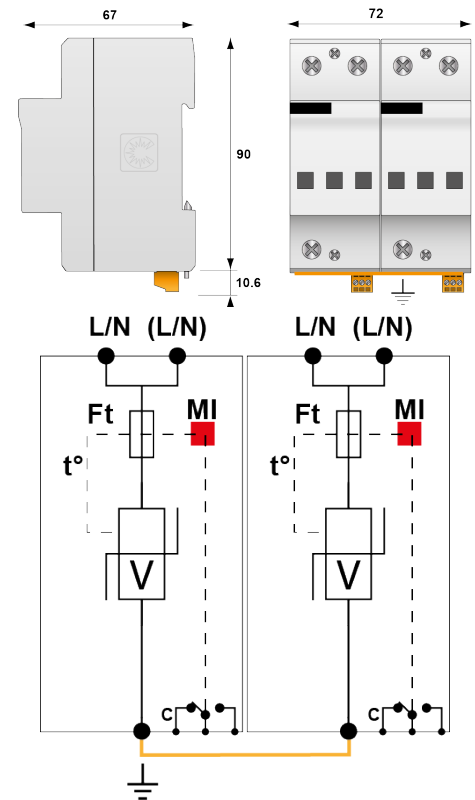 67
72
90
10.6
L/N (L/N) L/N (L/N)
Ft MI Ft MI
t° t°
V V
C C